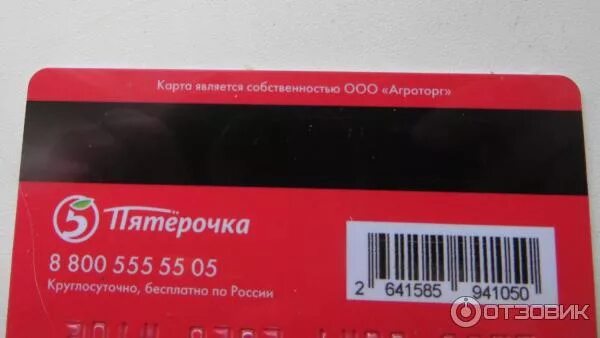 Карта является собственностью ООО «Агроторг»
5 Пятёрочка
8 800 555 55 05
Круглосуточно, бесплатно по России
2 641585 941050
ОТЗОВИК